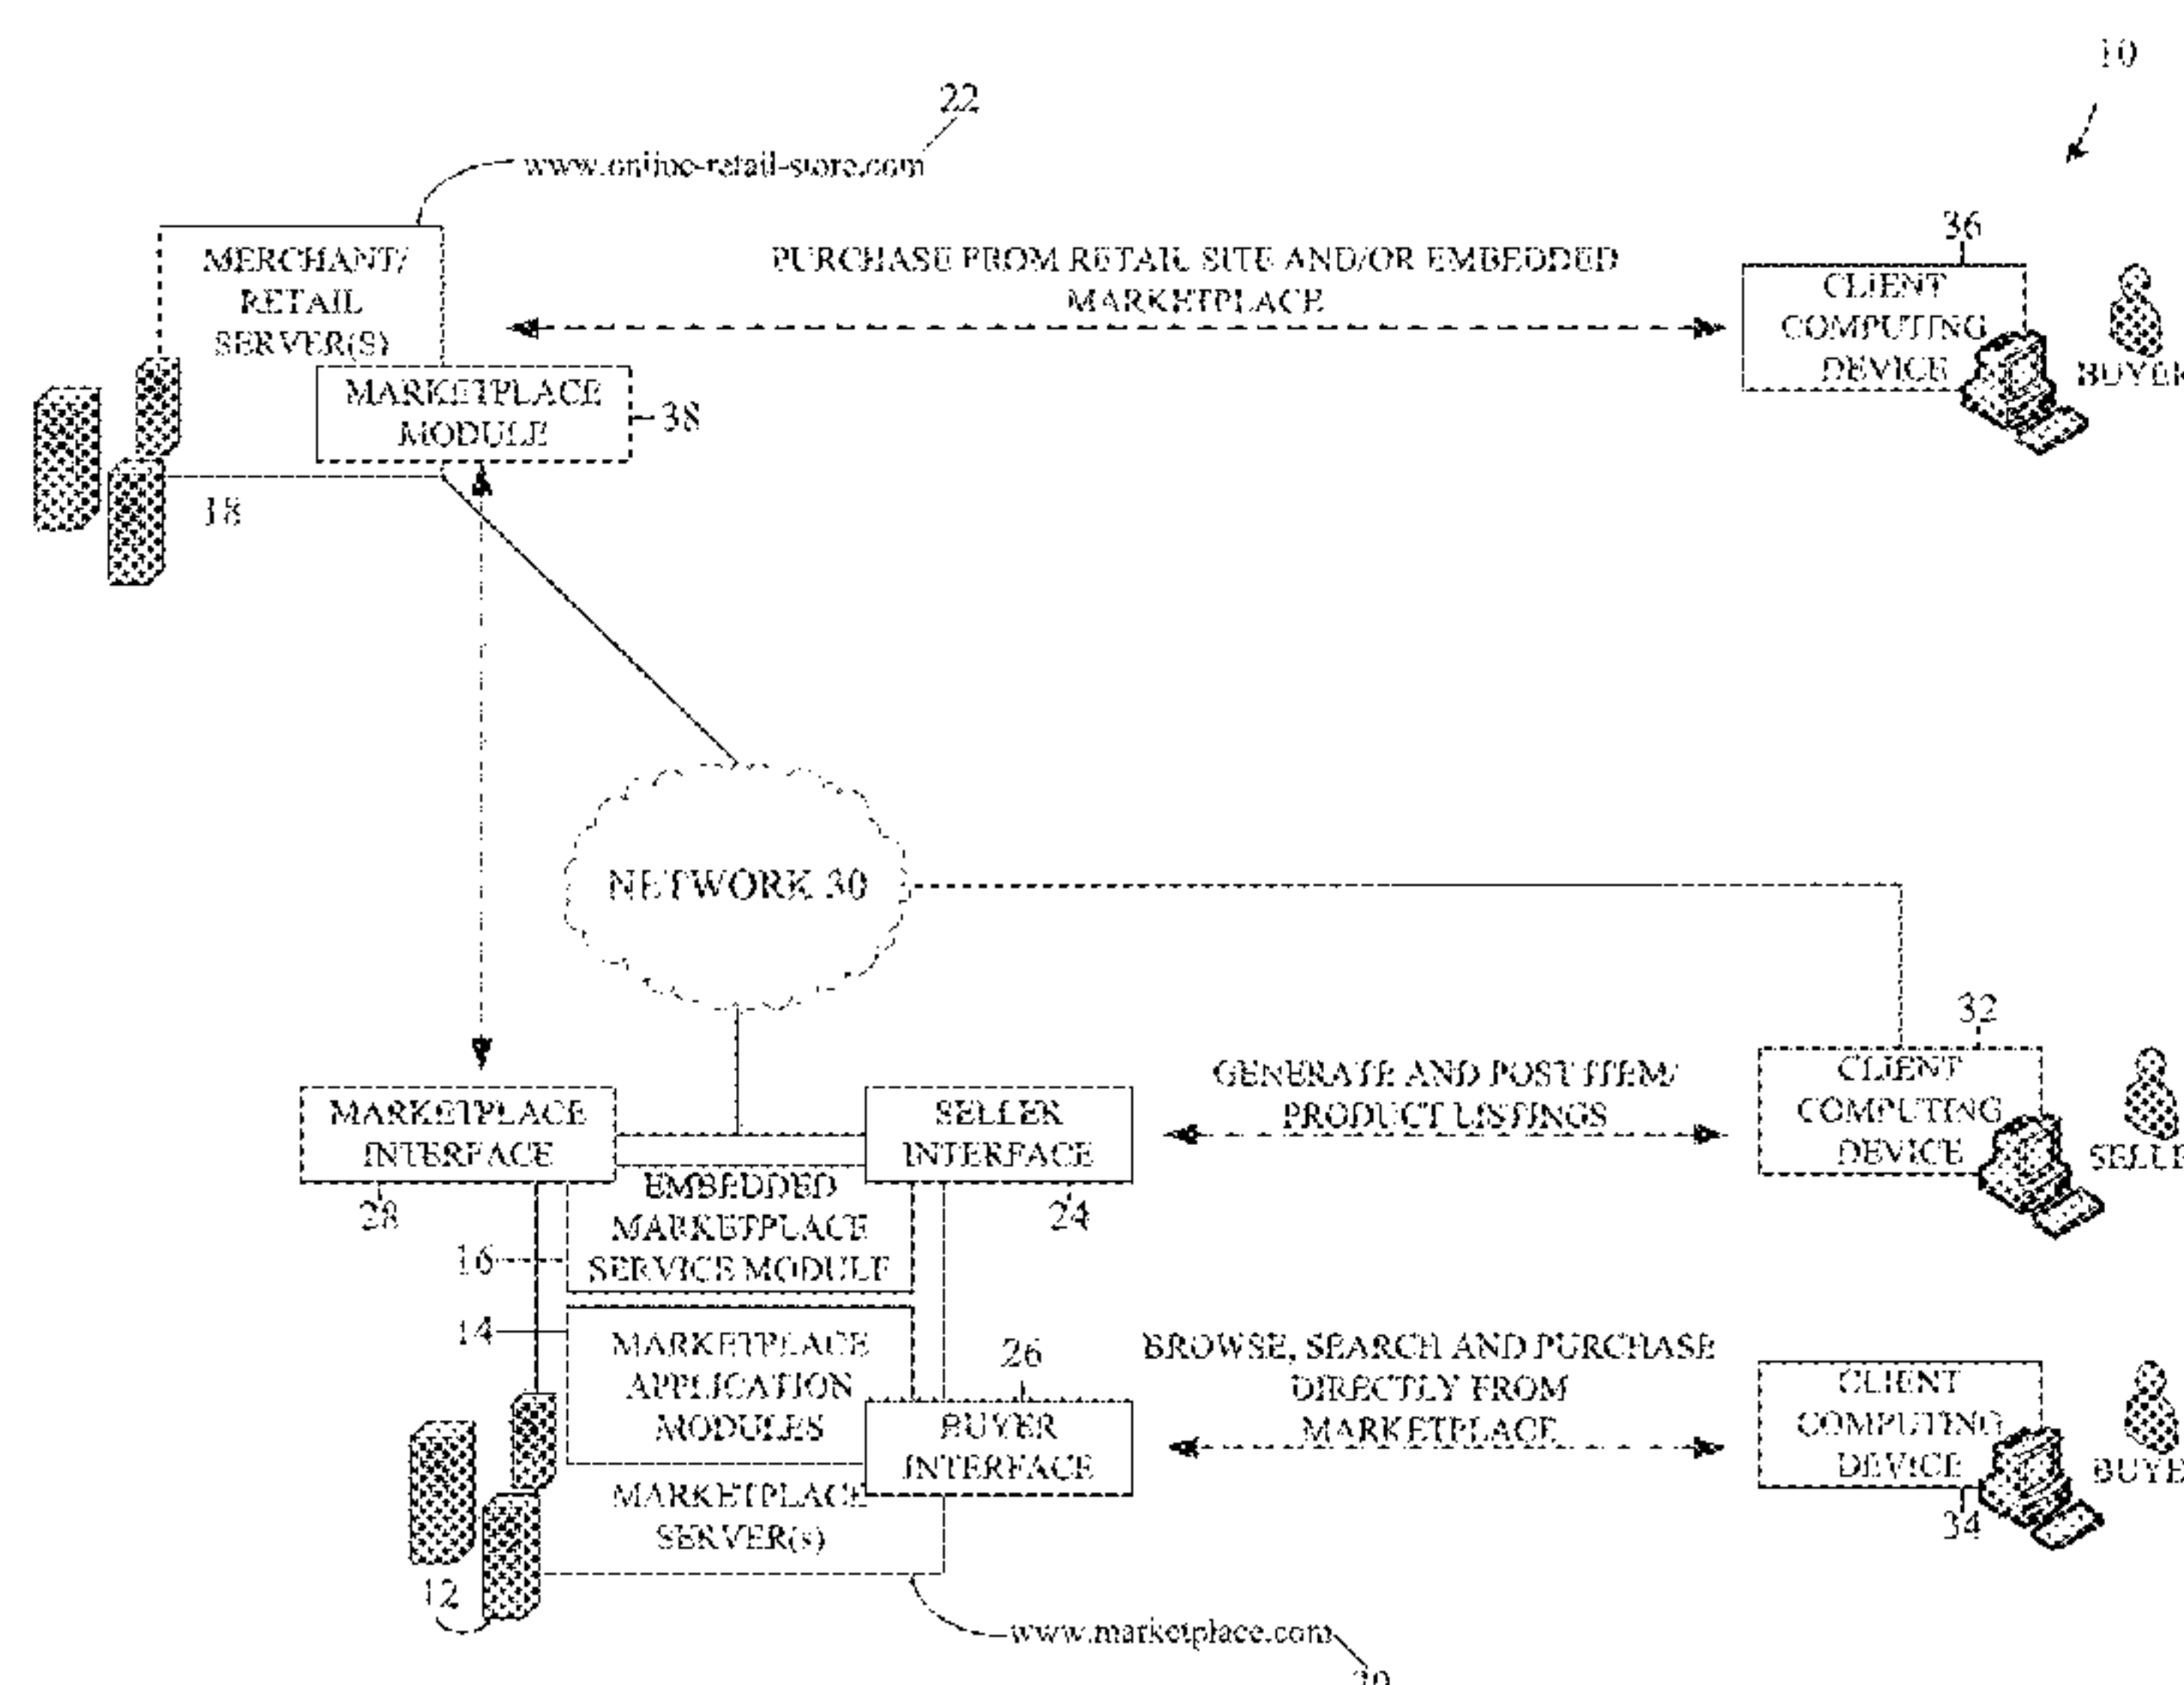 10
22
www.online-retail-store.com
MERCHANT/
RETAIL
SERVER(S)
MARKETPLACE
MODULE
38
18
PURCHASE FROM RETAIL SITE AND/OR EMBEDDED
MARKETPLACE
36
CLIENT
COMPUTING
DEVICE
BUYER
NETWORK 30
32
CLIENT
COMPUTING
DEVICE
SELLE
GENERATE AND POST ITEM/
PRODUCT LISTINGS
MARKETPLACE
INTERFACE
28
SELLER
INTERFACE
24
EMBEDDED
MARKETPLACE
SERVICE MODULE
16
14
MARKETPLACE
APPLICATION
MODULES
26
BUYER
INTERFACE
BROWSE, SEARCH AND PURCHASE
DIRECTLY FROM
MARKETPLACE
CLIENT
COMPUTING
DEVICE
34
BUYE
MARKETPLACE
SERVER(s)
12
www.marketplace.com